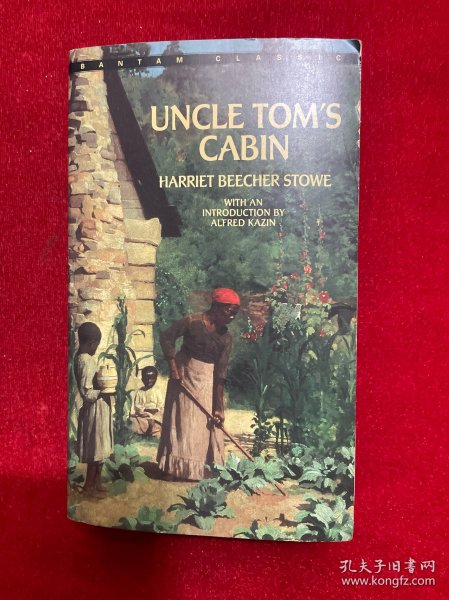 BANTAM CLASSIC
UNCLE TOM'S
CABIN
HARRIET BEECHER STOWE
WITH AN
INTRODUCTION BY
ALFRED KAZIN
孔夫子旧书网
www.kongfz.com